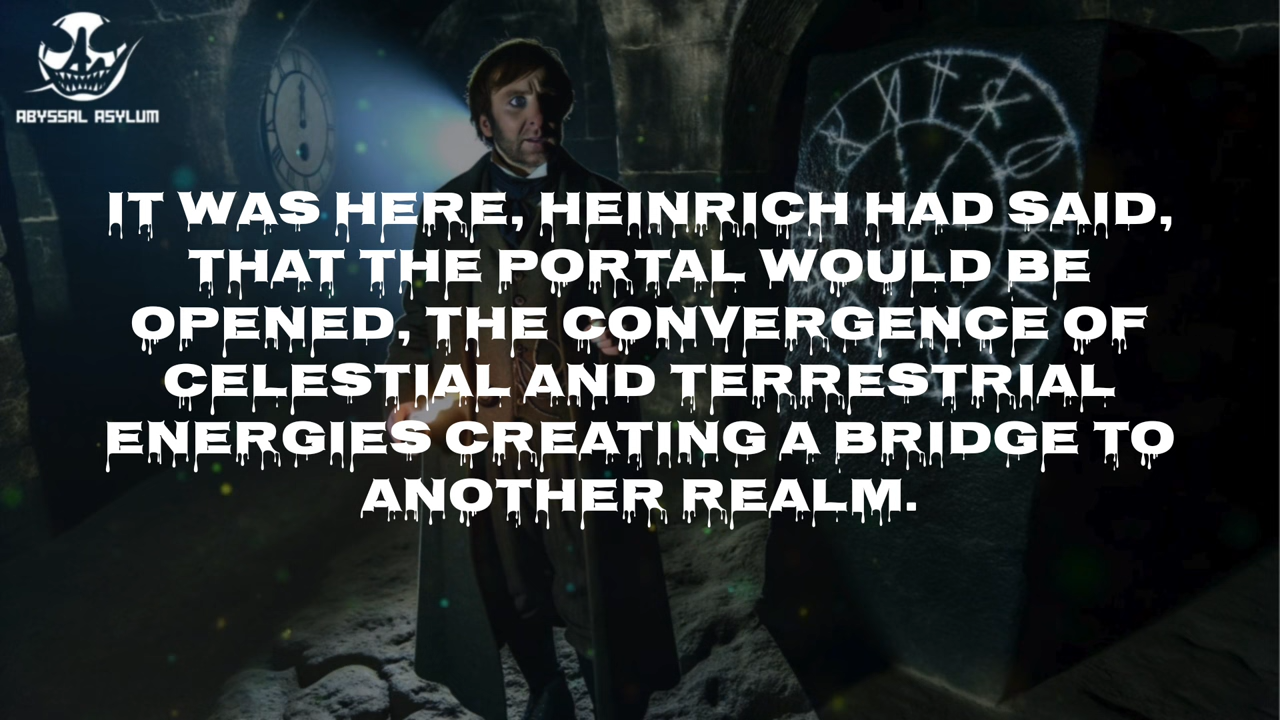 ABYSSAL ASYLUM
IT WAS HERE, HEINRICH HAD SAID,
THAT THE PORTAL WOULD BE
OPENED, THE CONVERGENCE OF
CELESTIAL AND TERRESTRIAL
ENERGIES CREATING A BRIDGE TO
ANOTHER REALM.